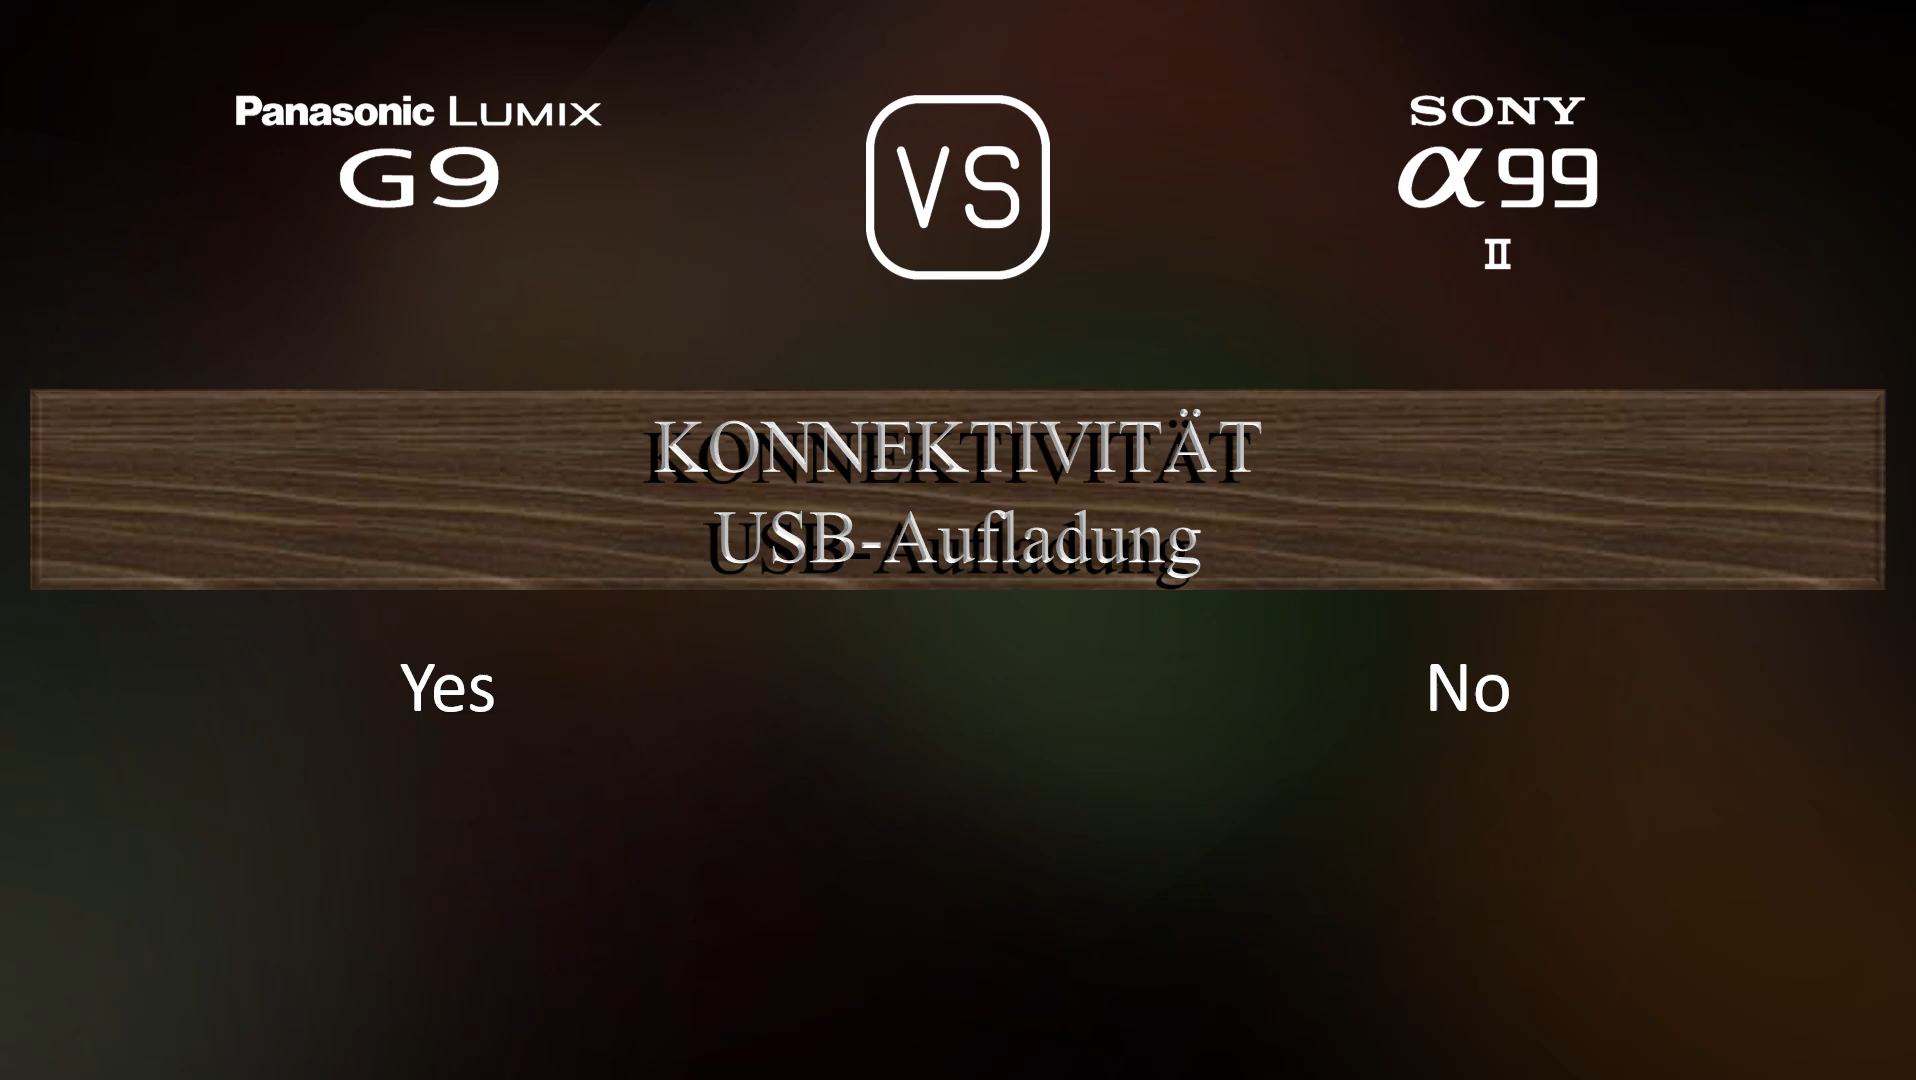 Panasonic LUMIX
G9
VS
SONY
α99
II
KONNEKTIVITÄT
USB-Aufladung
Yes
No